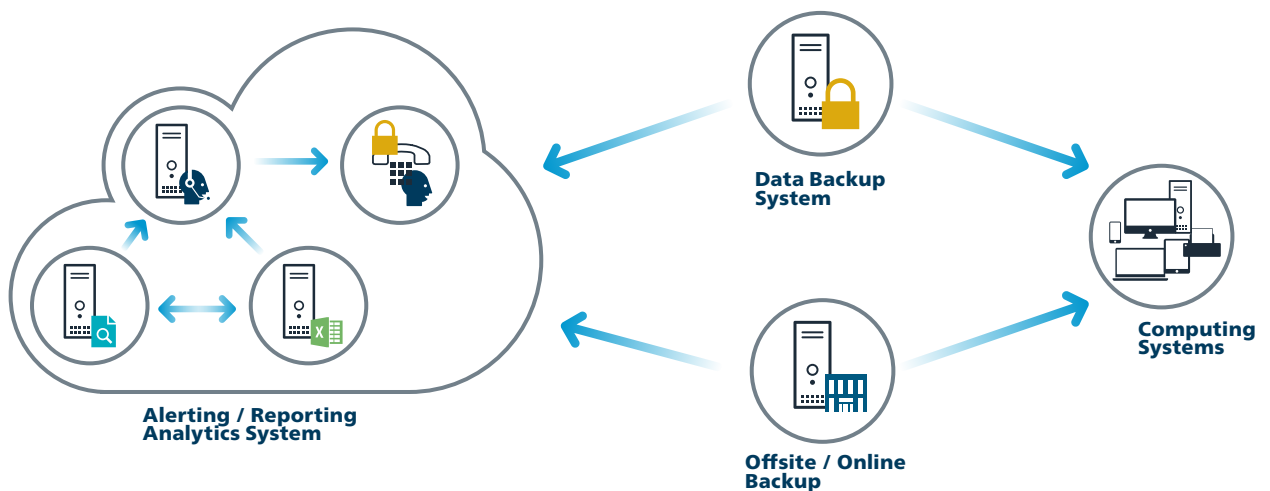 Data Backup
System
Computing
Systems
Alerting / Reporting
Analytics System
Offsite / Online
Backup
X